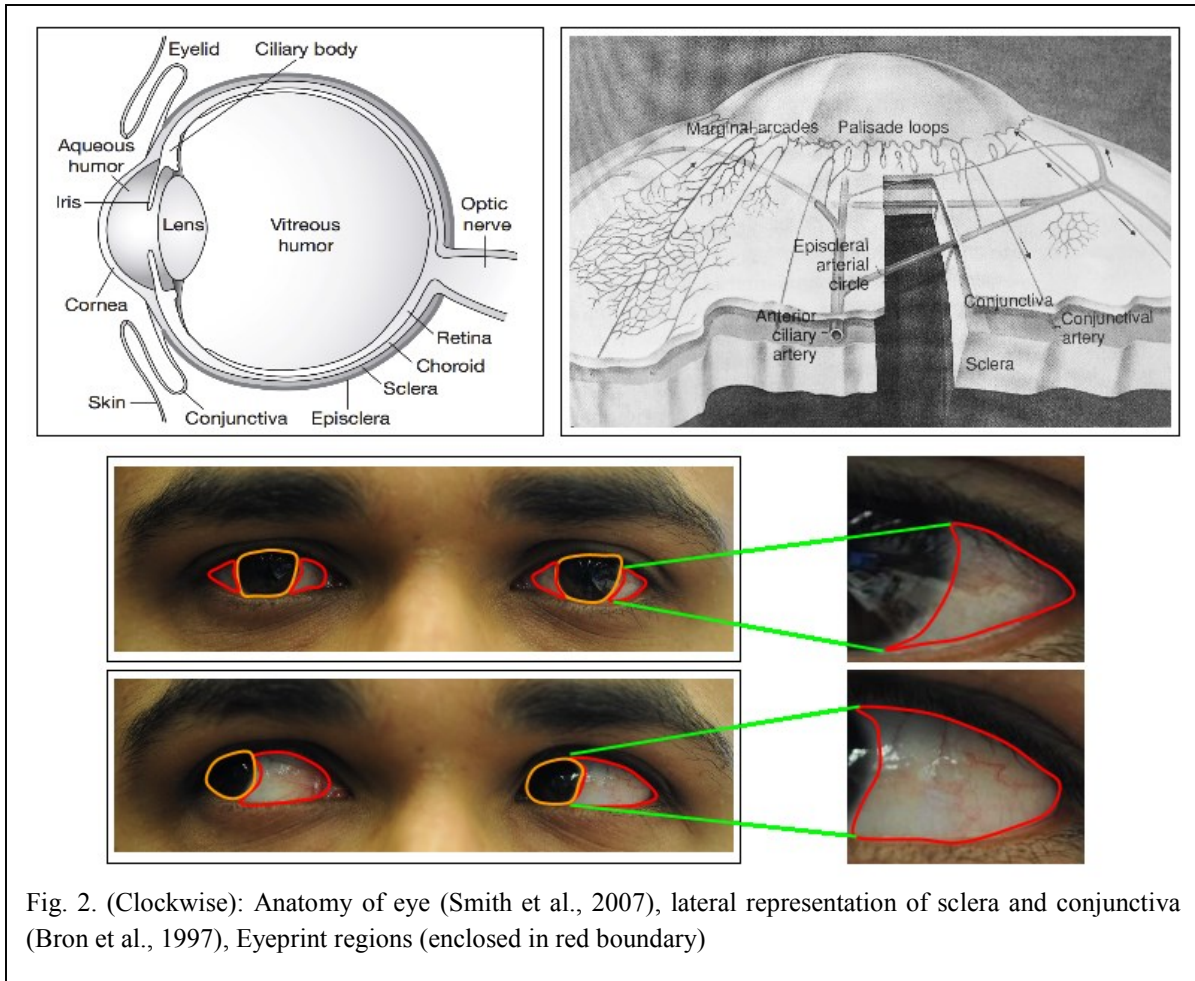 Eyelid
Ciliary body
Aqueous
humor
Iris
Lens
Vitreous
humor
Optic
nerve
Cornea
Retina
Choroid
Sclera
Skin
Conjunctiva
Episclera
Marginal arcades
Palisade loops
Episcleral
arterial
circle
Anterior
ciliary
artery
Conjunctiva
Conjunctival
artery
Sclera
Fig. 2. (Clockwise): Anatomy of eye (Smith et al., 2007), lateral representation of sclera and conjunctiva
(Bron et al., 1997), Eyeprint regions (enclosed in red boundary)